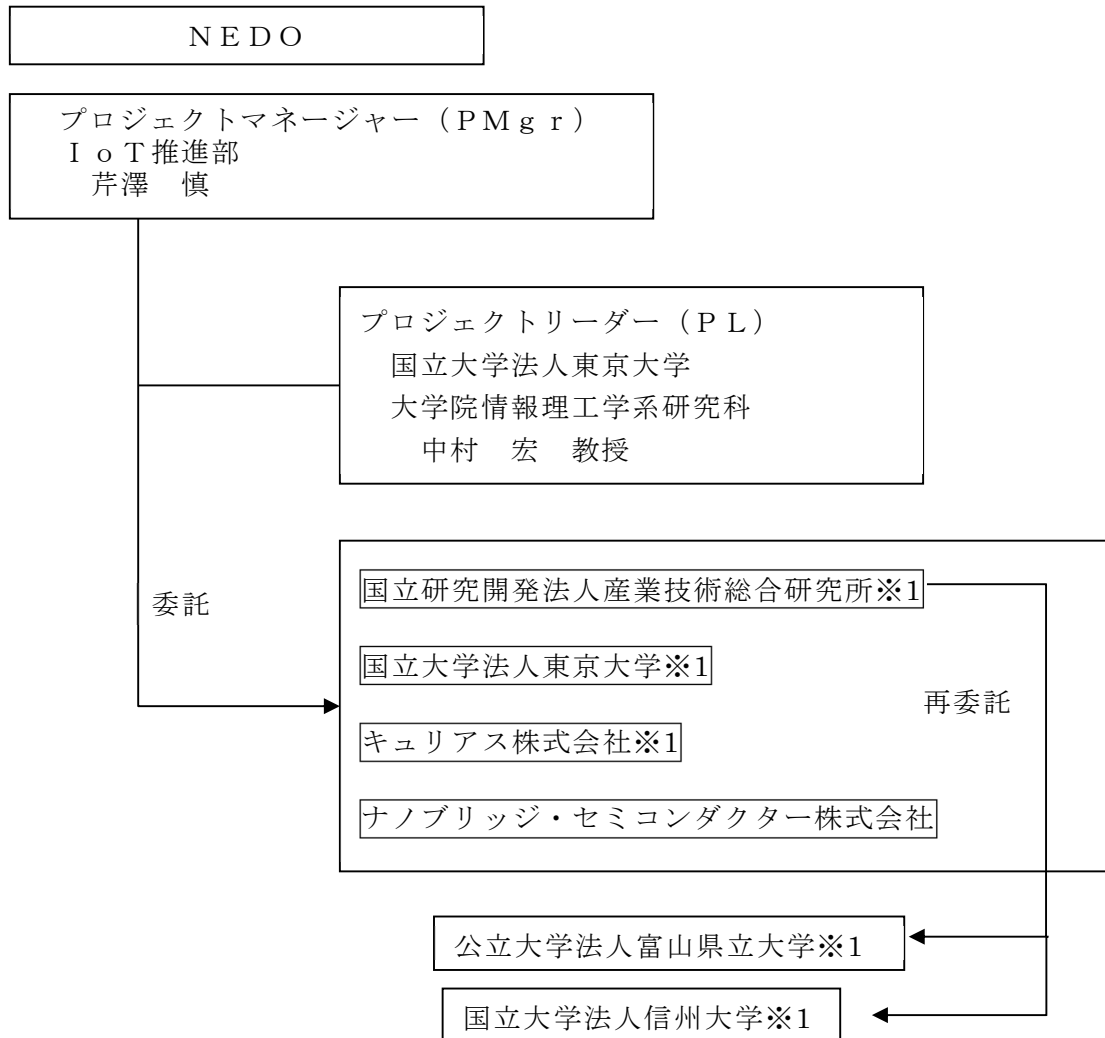 ＮＥＤＯ
プロジェクトマネージャー（ＰＭｇｒ）
ＩｏＴ推進部
芹澤　慎
プロジェクトリーダー（ＰＬ）
国立大学法人東京大学
大学院情報理工学系研究科
中村　宏　教授
委託
国立研究開発法人産業技術総合研究所※1
国立大学法人東京大学※1
再委託
キュリアス株式会社※1
ナノブリッジ・セミコンダクター株式会社
公立大学法人富山県立大学※1
国立大学法人信州大学※1